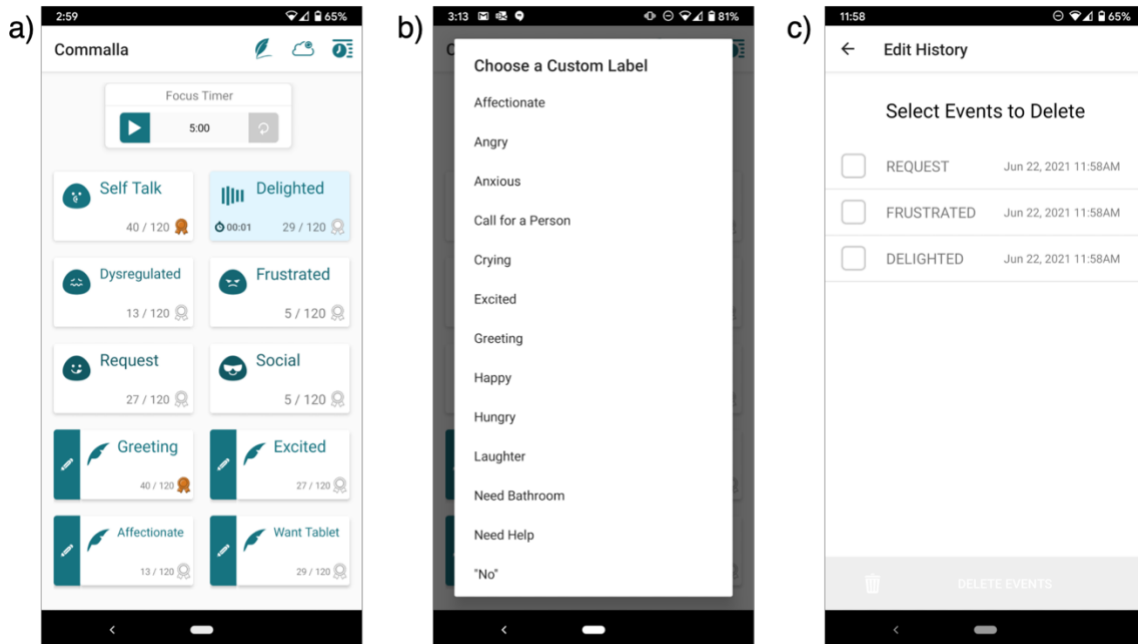 a)
2:59
65%
Commalla
Focus Timer
5:00
Self Talk
40 / 120
Delighted
00:01
29 / 120
Dysregulated
13 / 120
Frustrated
5 / 120
Request
27 / 120
Social
5 / 120
Greeting
40 / 120
Excited
27 / 120
Affectionate
13 / 120
Want Tablet
29 / 120
b)
3:13
81%
C
Choose a Custom Label
Affectionate
Angry
Anxious
Call for a Person
Crying
Excited
Greeting
Happy
Hungry
Laughter
Need Bathroom
Need Help
"No"
c)
11:58
65%
Edit History
Select Events to Delete
REQUEST Jun 22, 2021 11:58AM
FRUSTRATED Jun 22, 2021 11:58AM
DELIGHTED Jun 22, 2021 11:58AM
DELETE EVENTS